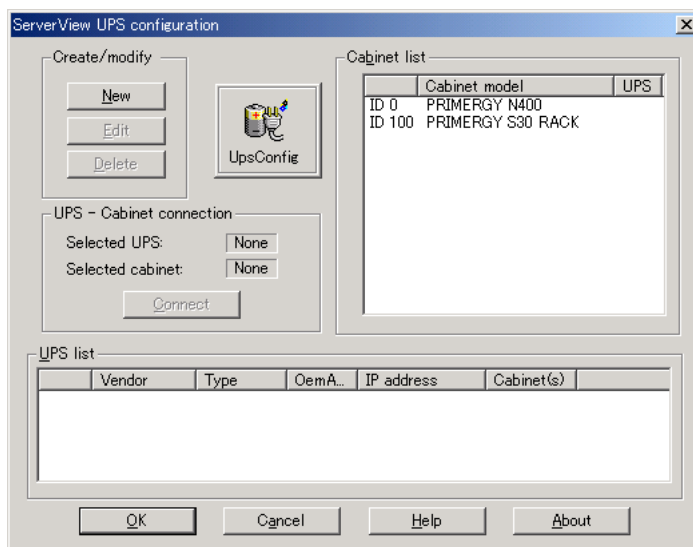 ServerView UPS configuration
Create/modify
New
Edit
Delete
UpsConfig
Cabinet list
Cabinet model UPS
ID 0 PRIMERGY N400
ID 100 PRIMERGY S30 RACK
UPS - Cabinet connection
Selected UPS: None
Selected cabinet: None
Connect
UPS list
Vendor Type OemA... IP address Cabinet(s)
OK Cancel Help About